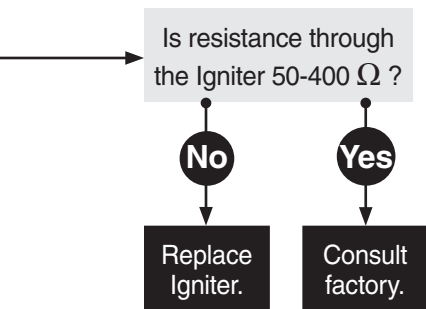 Is resistance through
the Igniter 50-400 Ω ?
No
Yes
Replace
Igniter.
Consult
factory.